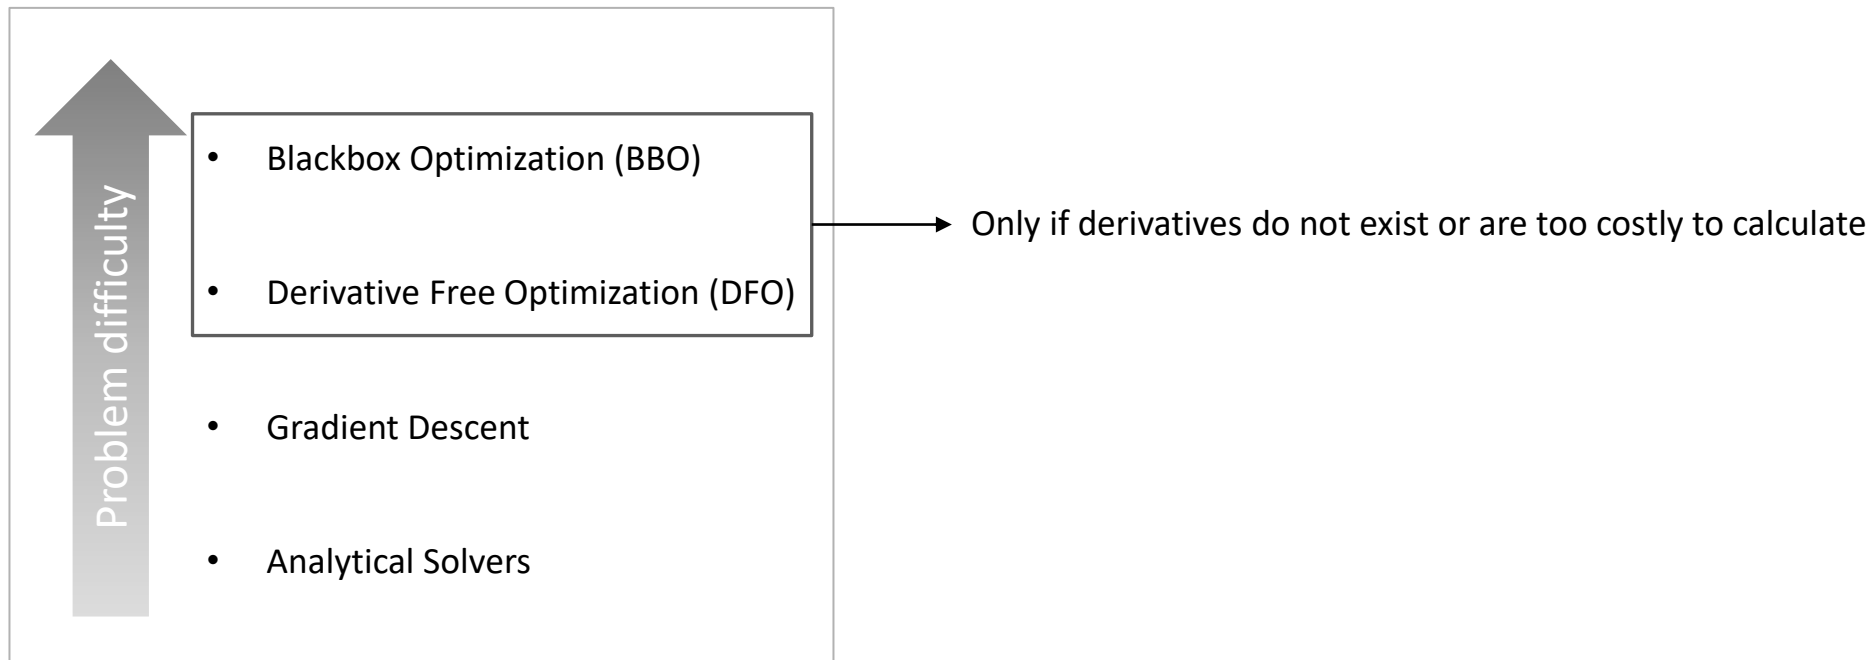 Problem difficulty
• Blackbox Optimization (BBO)
• Derivative Free Optimization (DFO)
• Gradient Descent
• Analytical Solvers
Only if derivatives do not exist or are too costly to calculate